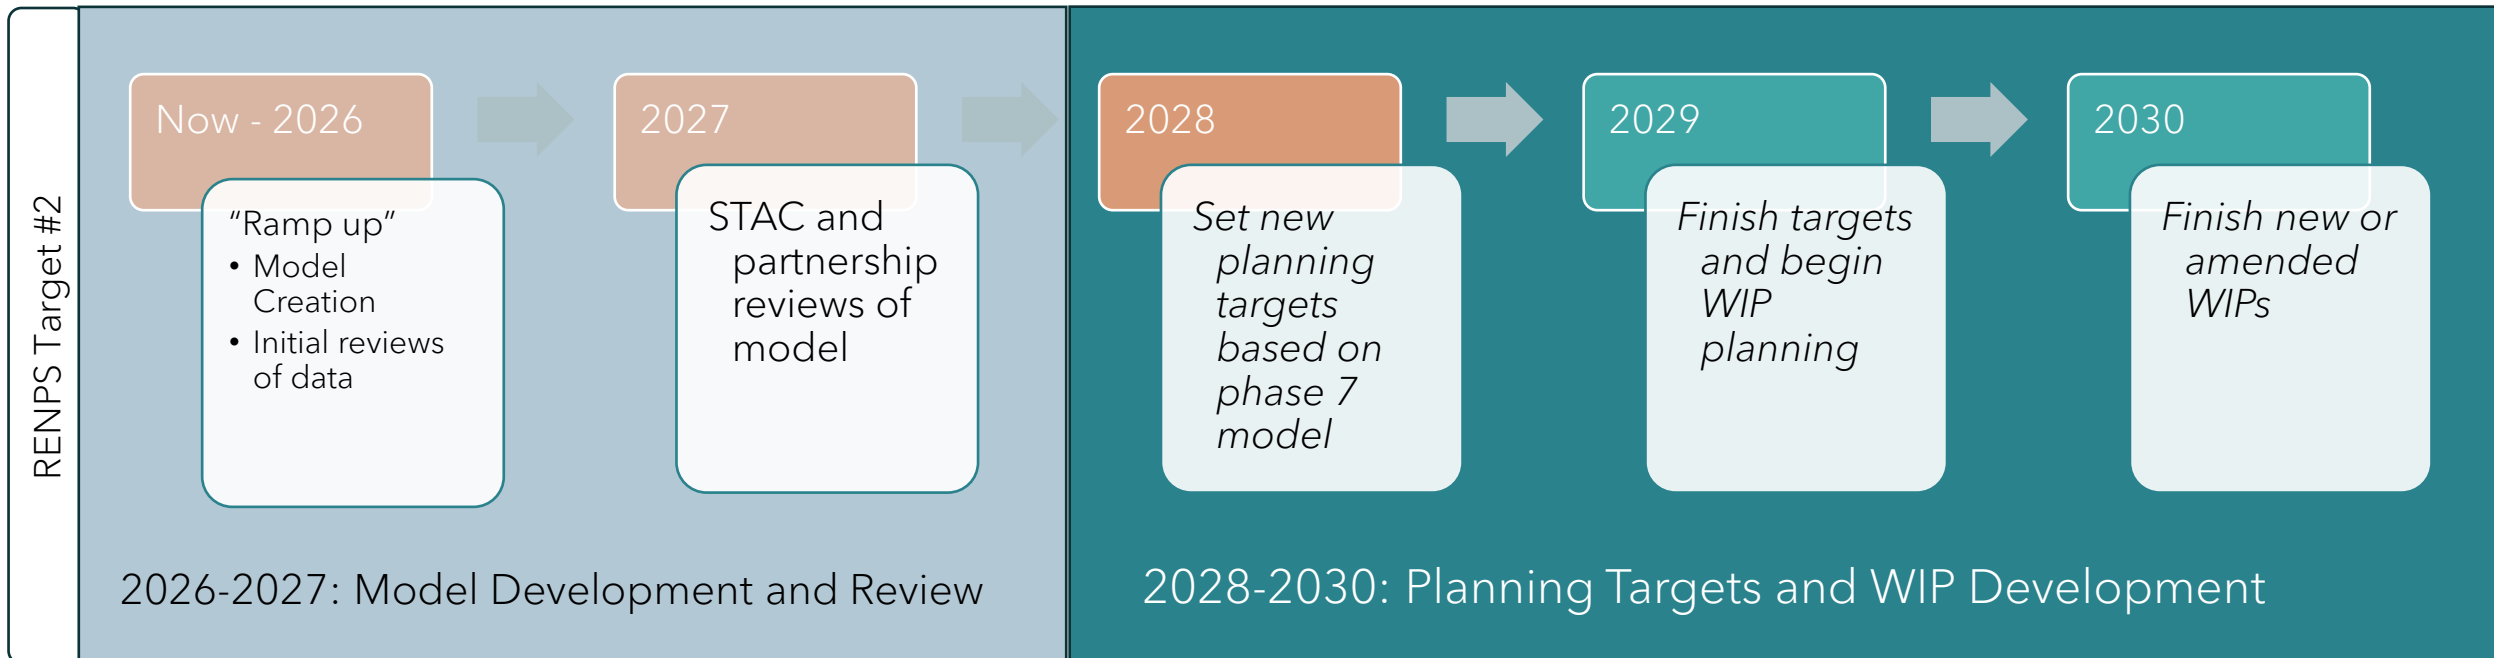 RENPS Target #2
Now - 2026
“Ramp up”
• Model
Creation
• Initial reviews
of data
2027
STAC and
partnership
reviews of
model
2028
Set new
planning
targets
based on
phase 7
model
2029
Finish targets
and begin
WIP
planning
2030
Finish new or
amended
WIPs
2026-2027: Model Development and Review
2028-2030: Planning Targets and WIP Development